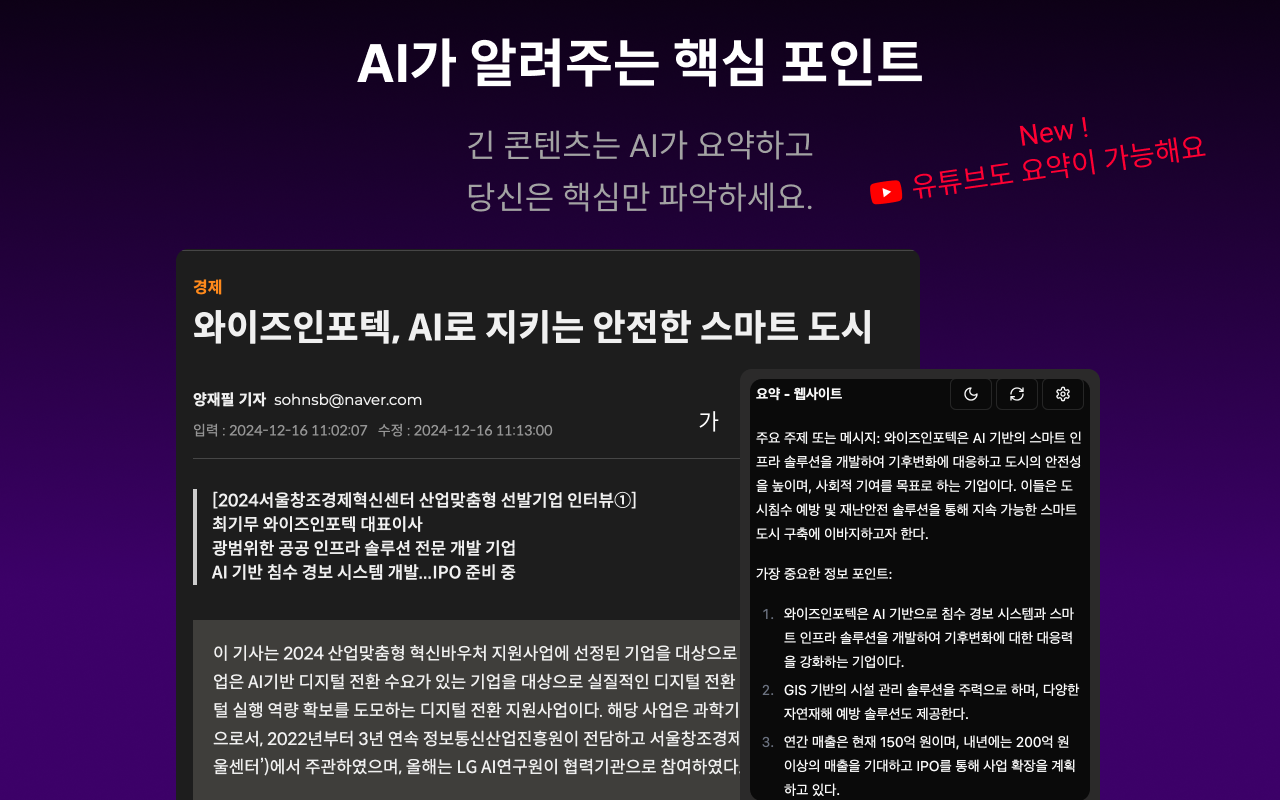 AI가 알려주는 핵심 포인트
긴 콘텐츠는 AI가 요약하고
당신은 핵심만 파악하세요.
New !
유튜브도 요약이 가능해요
경제
와이즈인포텍, AI로 지키는 안전한 스마트 도시
양재필 기자 sohnsb@naver.com
입력 : 2024-12-16 11:02:07 수정 : 2024-12-16 11:13:00
가
[2024서울창조경제혁신센터 산업맞춤형 선발기업 인터뷰①]
최기무 와이즈인포텍 대표이사
광범위한 공공 인프라 솔루션 전문 개발 기업
AI 기반 침수 경보 시스템 개발...IPO 준비 중
이 기사는 2024 산업맞춤형 혁신바우처 지원사업에 선정된 기업을 대상으로
업은 AI기반 디지털 전환 수요가 있는 기업을 대상으로 실질적인 디지털 전환
털 실행 역량 확보를 도모하는 디지털 전환 지원사업이다. 해당 사업은 과학기
으로서, 2022년부터 3년 연속 정보통신산업진흥원이 전담하고 서울창조경제
울센터’)에서 주관하였으며, 올해는 LG AI연구원이 협력기관으로 참여하였다.
요약 - 웹사이트
주요 주제 또는 메시지: 와이즈인포텍은 AI 기반의 스마트 인
프라 솔루션을 개발하여 기후변화에 대응하고 도시의 안전성
을 높이며, 사회적 기여를 목표로 하는 기업이다. 이들은 도
시침수 예방 및 재난안전 솔루션을 통해 지속 가능한 스마트
도시 구축에 이바지하고자 한다.
가장 중요한 정보 포인트:
1. 와이즈인포텍은 AI 기반으로 침수 경보 시스템과 스마
트 인프라 솔루션을 개발하여 기후변화에 대한 대응력
을 강화하는 기업이다.
2. GIS 기반의 시설 관리 솔루션을 주력으로 하며, 다양한
자연재해 예방 솔루션도 제공한다.
3. 연간 매출은 현재 150억 원이며, 내년에는 200억 원
이상의 매출을 기대하고 IPO를 통해 사업 확장을 계획
하고 있다.